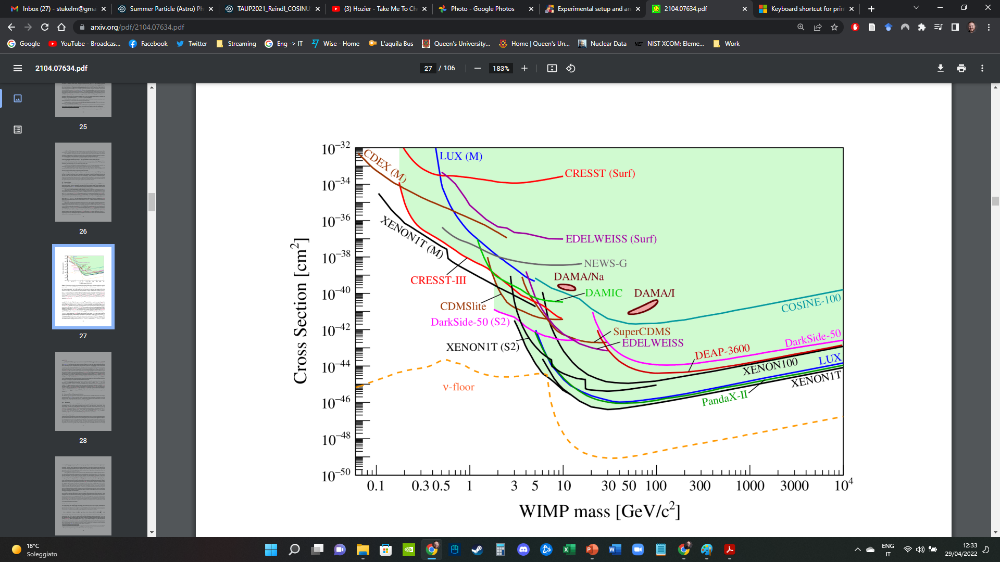 Inbox (27) - stukelm@gma
Summer Particle (Astro) Ph
TAUP2021_Reindl_COSINU
(3) Hozier - Take Me To Ch
Photo - Google Photos
Experimental setup and an
2104.07634.pdf
Keyboard shortcut for prin
arxiv.org/pdf/2104.07634.pdf
Google
YouTube - Broadcas...
Facebook
Twitter
Streaming
Eng -> IT
Wise - Home
L'aquila Bus
Queen's University...
Home | Queen's Un...
Nuclear Data
NIST XCOM: Eleme...
Work
2104.07634.pdf
27 / 106
183%
25
26
27
28
10⁻³²
10⁻³⁴
10⁻³⁶
10⁻³⁸
10⁻⁴⁰
10⁻⁴²
10⁻⁴⁴
10⁻⁴⁶
10⁻⁴⁸
10⁻⁵⁰
Cross Section [cm²]
CDEX (M)
LUX (M)
CRESST (Surf)
XENON1T (M)
EDELWEISS (Surf)
NEWS-G
CRESST-III
DAMA/Na
DAMIC
DAMA/I
CDMSlite
COSINE-100
DarkSide-50 (S2)
SuperCDMS
EDELWEISS
XENON1T (S2)
DarkSide-50
DEAP-3600
LUX
XENON100
XENON1T
PandaX-II
ν-floor
0.1 0.3 0.5 1 3 5 10 30 50 100 300 1000 3000 10⁴
WIMP mass [GeV/c²]
18°C
Soleggiato
ENG
IT
12:33
29/04/2022